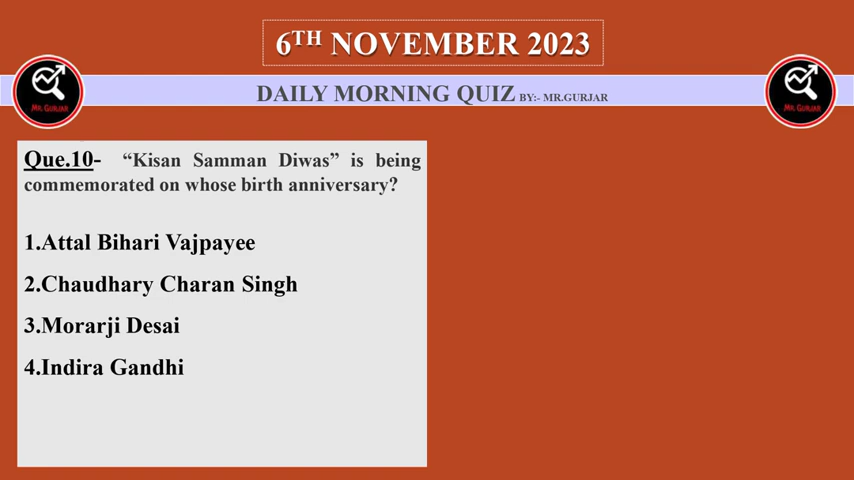 6TH NOVEMBER 2023
DAILY MORNING QUIZ BY:- MR.GURJAR
MR.GURJAR
MR.GURJAR
Que.10- “Kisan Samman Diwas” is being
commemorated on whose birth anniversary?
1.Attal Bihari Vajpayee
2.Chaudhary Charan Singh
3.Morarji Desai
4.Indira Gandhi